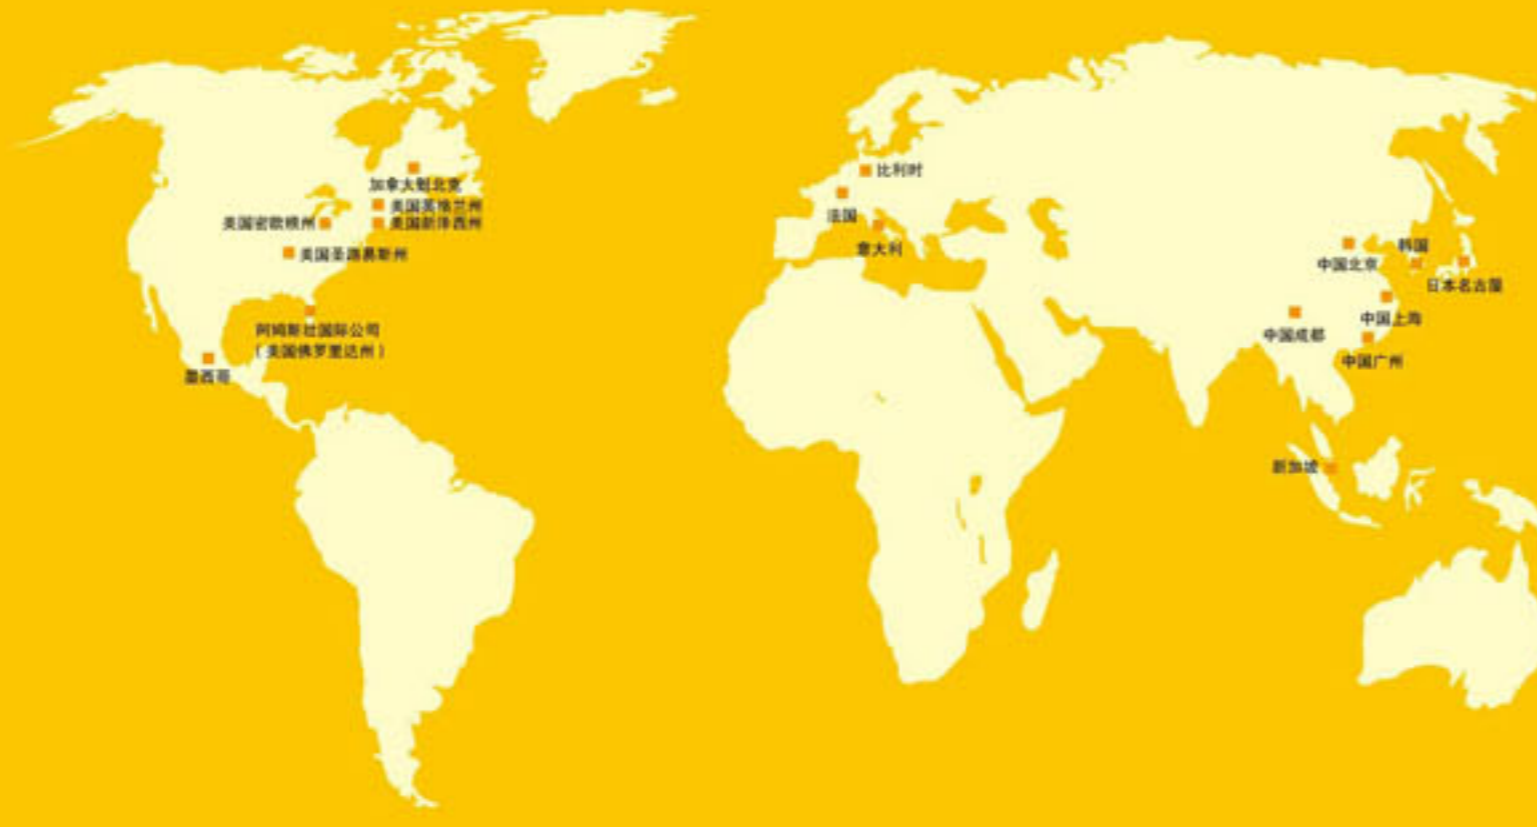 加拿大魁北克
美国英格兰州
美国密歇根州
美国新泽西州
美国圣路易斯州
阿姆斯壮国际公司
(美国佛罗里达州)
墨西哥
比利时
法国
意大利
韩国
中国北京
日本名古屋
中国上海
中国成都
中国广州
新加坡